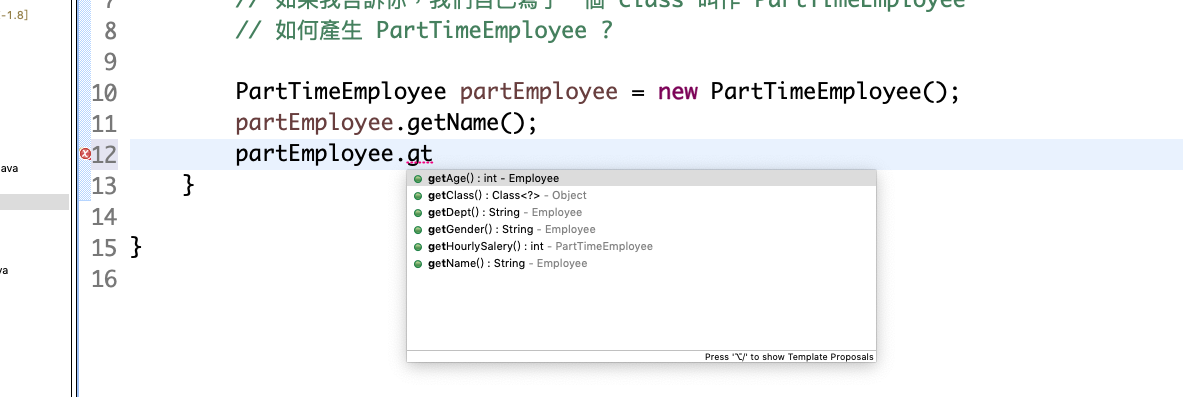 -1.8]
ava
va
7 // 如果我告訴你，我們自己寫了一個 Class 叫作 PartTimeEmployee
8 // 如何產生 PartTimeEmployee ？
9
10 PartTimeEmployee partEmployee = new PartTimeEmployee();
11 partEmployee.getName();
12 partEmployee.gt
getAge() : int - Employee
getClass() : Class<?> - Object
getDept() : String - Employee
getGender() : String - Employee
getHourlySalery() : int - PartTimeEmployee
getName() : String - Employee
Press '⌥/' to show Template Proposals
13 }
14
15 }
16